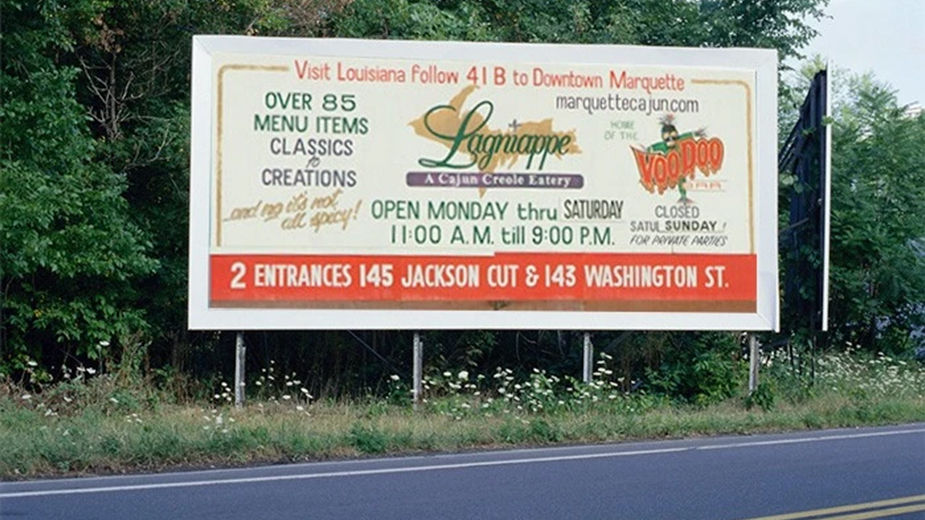 Visit Louisiana follow 41 B to Downtown Marquette
OVER 85
MENU ITEMS
CLASSICS
to
CREATIONS
and no it's not
all spicy!
Lagniappe
A Cajun Creole Eatery
marquettecajun.com
HOME
OF THE
VOODOO
BAR
OPEN MONDAY thru SATURDAY
11:00 A.M. till 9:00 P.M.
CLOSED
SATUL SUNDAY!
FOR PRIVATE PARTIES
2 ENTRANCES 145 JACKSON CUT & 143 WASHINGTON ST.